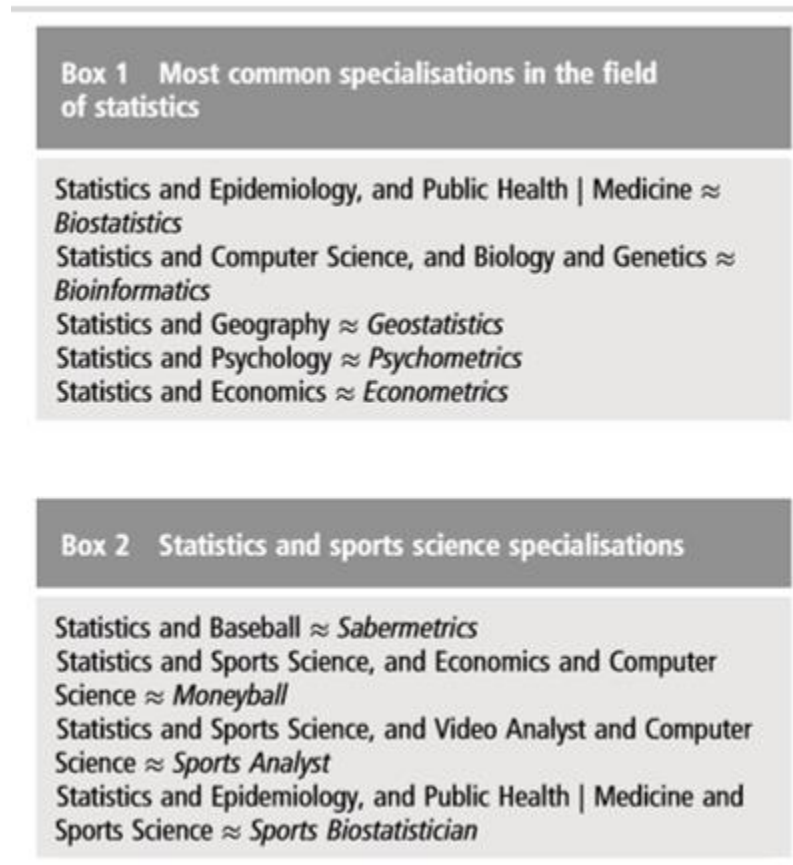 Box 1 Most common specialisations in the field
of statistics
Statistics and Epidemiology, and Public Health | Medicine ≈
Biostatistics
Statistics and Computer Science, and Biology and Genetics ≈
Bioinformatics
Statistics and Geography ≈ Geostatistics
Statistics and Psychology ≈ Psychometrics
Statistics and Economics ≈ Econometrics
Box 2 Statistics and sports science specialisations
Statistics and Baseball ≈ Sabermetrics
Statistics and Sports Science, and Economics and Computer
Science ≈ Moneyball
Statistics and Sports Science, and Video Analyst and Computer
Science ≈ Sports Analyst
Statistics and Epidemiology, and Public Health | Medicine and
Sports Science ≈ Sports Biostatistician